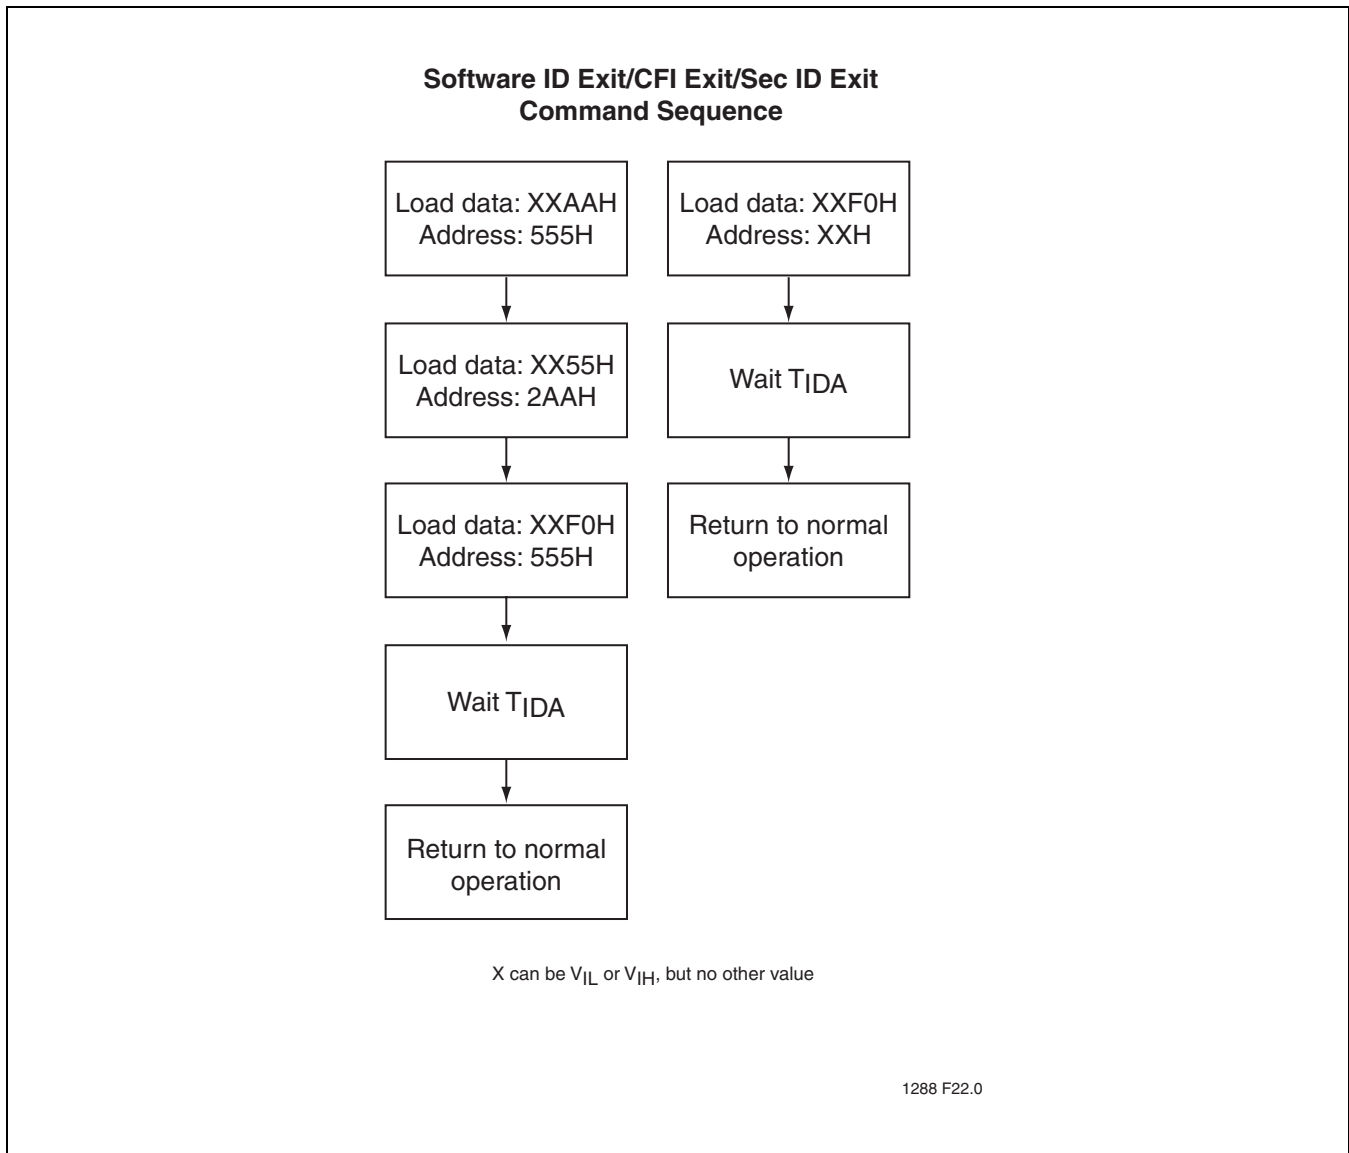 Software ID Exit/CFI Exit/Sec ID Exit
Command Sequence
Load data: XXAAH
Address: 555H
Load data: XX55H
Address: 2AAH
Load data: XXF0H
Address: 555H
Wait TIDA
Return to normal
operation
Load data: XXF0H
Address: XXH
Wait TIDA
Return to normal
operation
X can be VIL or VIH, but no other value
1288 F22.0